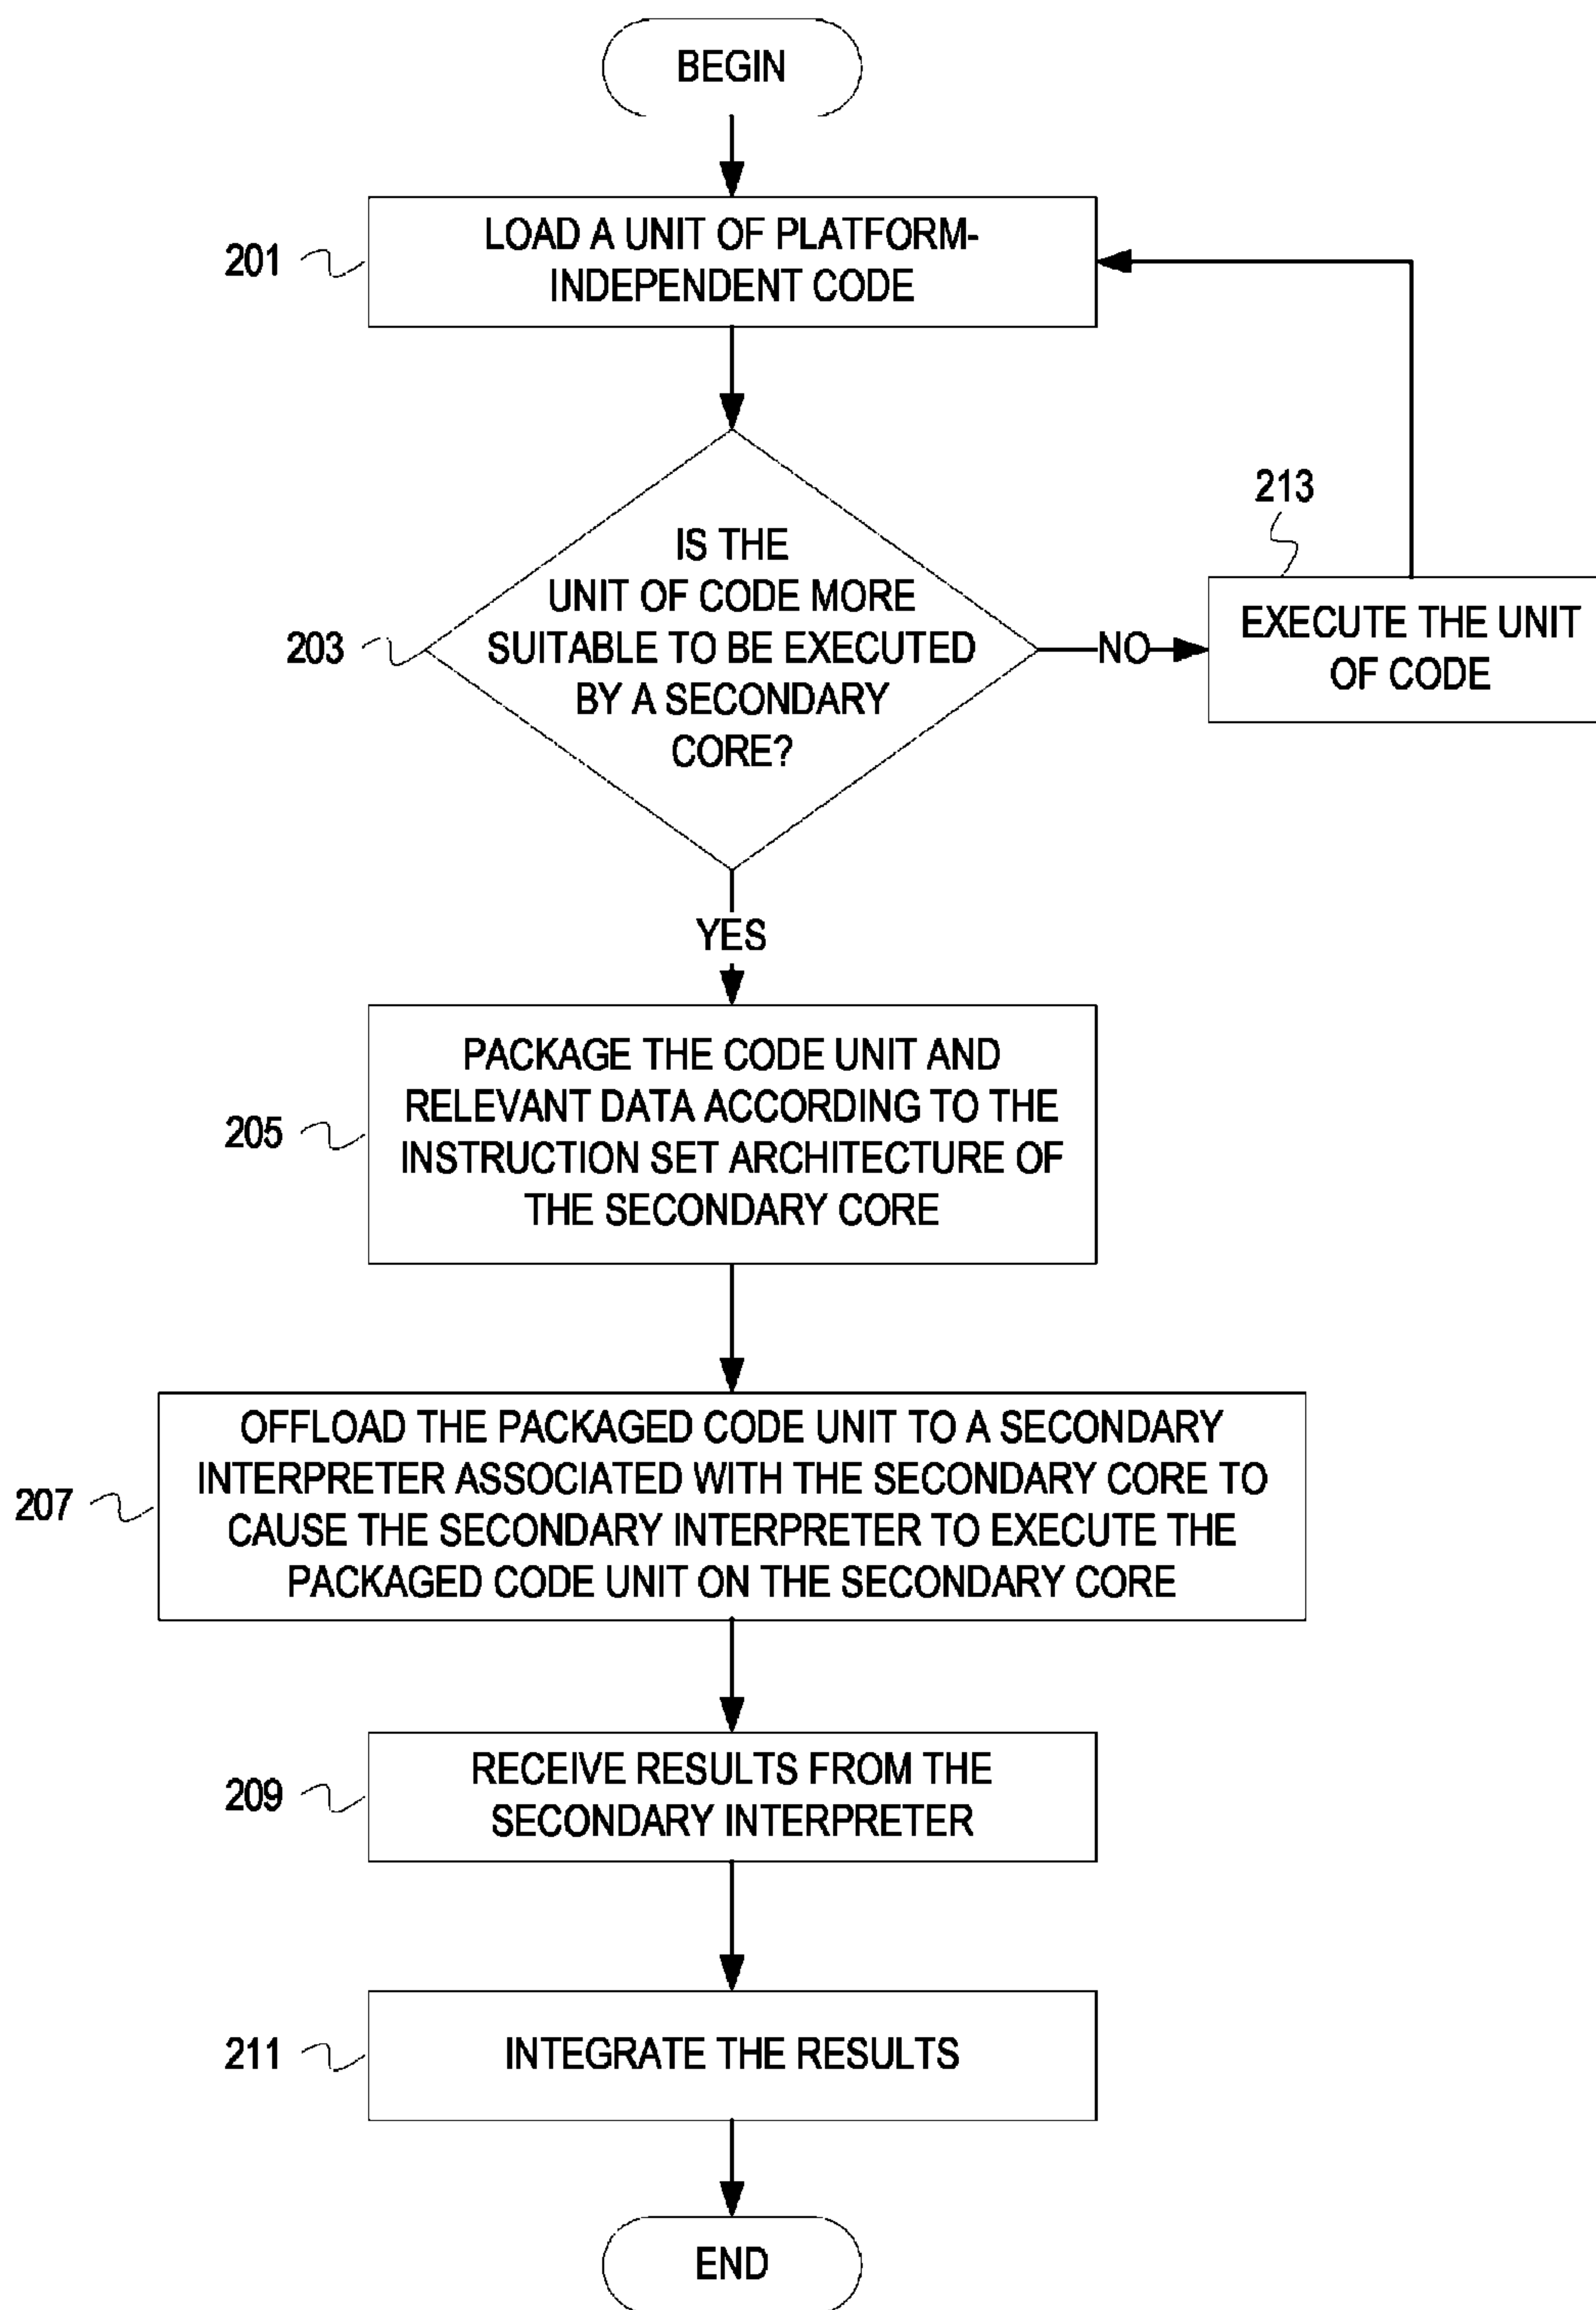 BEGIN
201
LOAD A UNIT OF PLATFORM-
INDEPENDENT CODE
203
IS THE
UNIT OF CODE MORE
SUITABLE TO BE EXECUTED
BY A SECONDARY
CORE?
NO
213
EXECUTE THE UNIT
OF CODE
YES
205
PACKAGE THE CODE UNIT AND
RELEVANT DATA ACCORDING TO THE
INSTRUCTION SET ARCHITECTURE OF
THE SECONDARY CORE
207
OFFLOAD THE PACKAGED CODE UNIT TO A SECONDARY
INTERPRETER ASSOCIATED WITH THE SECONDARY CORE TO
CAUSE THE SECONDARY INTERPRETER TO EXECUTE THE
PACKAGED CODE UNIT ON THE SECONDARY CORE
209
RECEIVE RESULTS FROM THE
SECONDARY INTERPRETER
211
INTEGRATE THE RESULTS
END